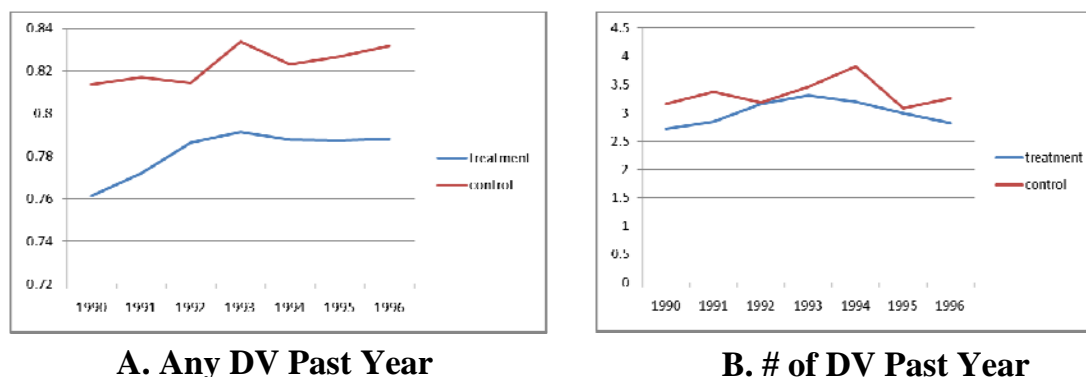 0.84
0.82
0.8
0.78
0.76
0.74
0.72
1990 1991 1992 1993 1994 1995 1996
treatment
control
A. Any DV Past Year
4.5
4
3.5
3
2.5
2
1.5
1
0.5
0
1990 1991 1992 1993 1994 1995 1996
treatment
control
B. # of DV Past Year